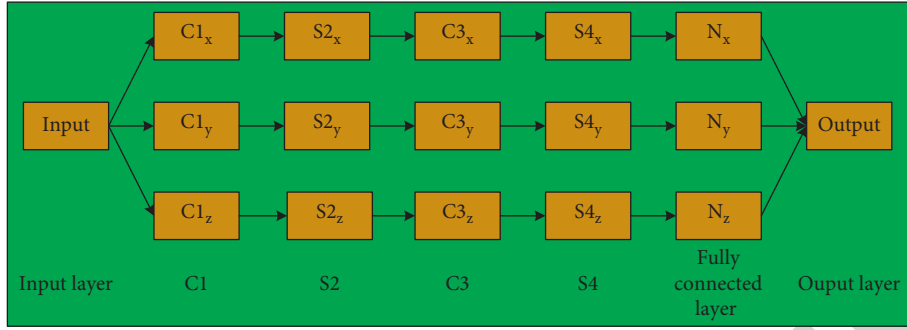 C1x S2x C3x S4x Nx
Input C1y S2y C3y S4y Ny Output
C1z S2z C3z S4z Nz
Input layer C1 S2 C3 S4 Fully connected layer Ouput layer